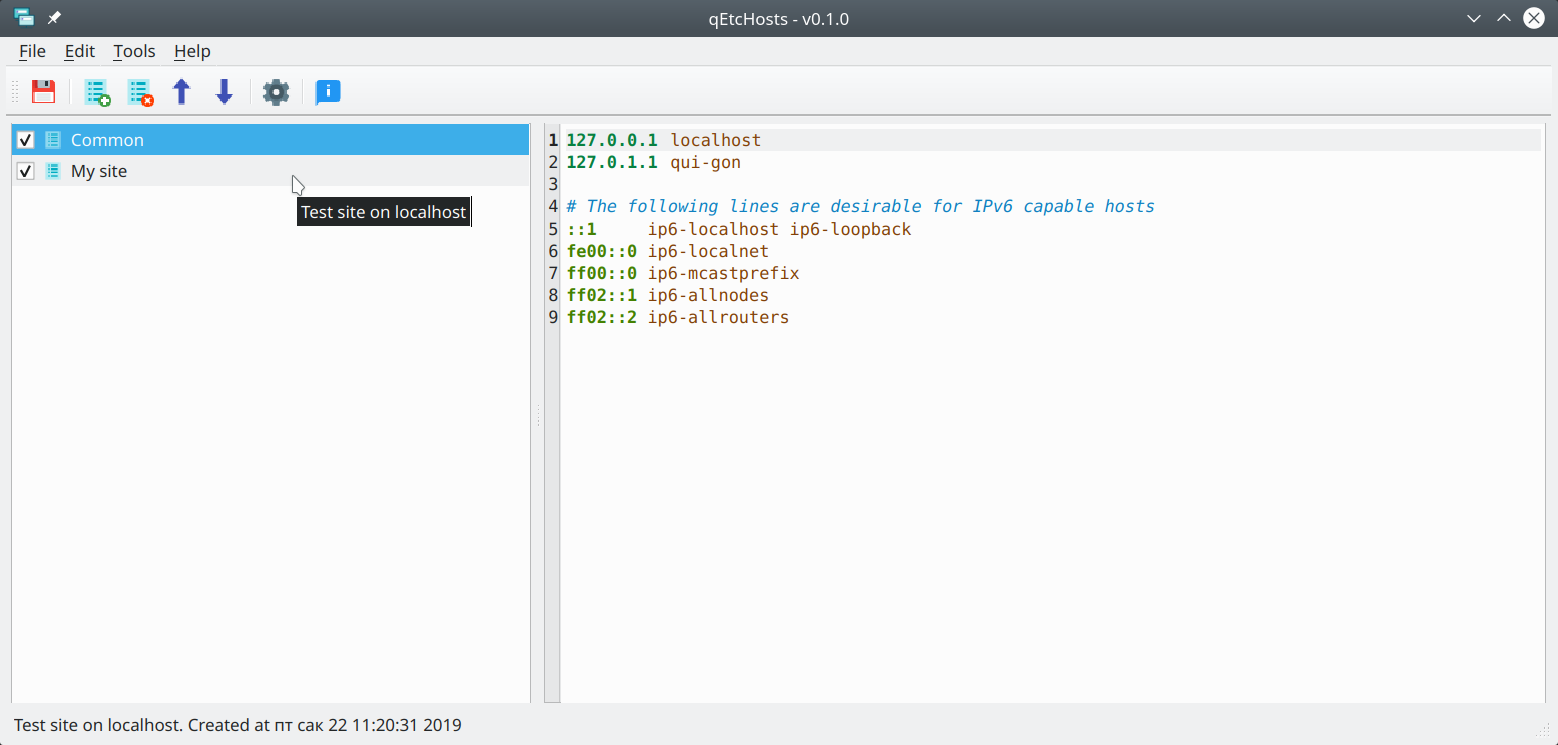 qEtcHosts - v0.1.0
File Edit Tools Help
Common
My site
Test site on localhost
1 127.0.0.1 localhost
2 127.0.1.1 qui-gon
3
4 # The following lines are desirable for IPv6 capable hosts
5 ::1     ip6-localhost ip6-loopback
6 fe00::0 ip6-localnet
7 ff00::0 ip6-mcastprefix
8 ff02::1 ip6-allnodes
9 ff02::2 ip6-allrouters
Test site on localhost. Created at пт сак 22 11:20:31 2019